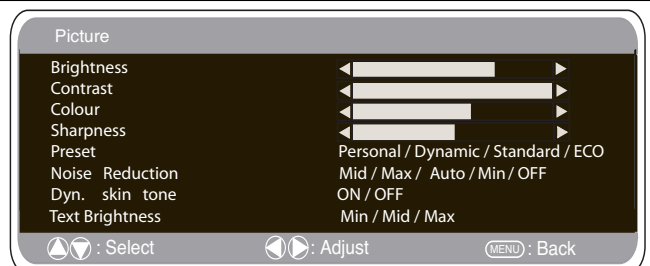 Picture
Brightness
Contrast
Colour
Sharpness
Preset Personal / Dynamic / Standard / ECO
Noise Reduction Mid / Max / Auto / Min / OFF
Dyn. skin tone ON / OFF
Text Brightness Min / Mid / Max
: Select : Adjust MENU : Back